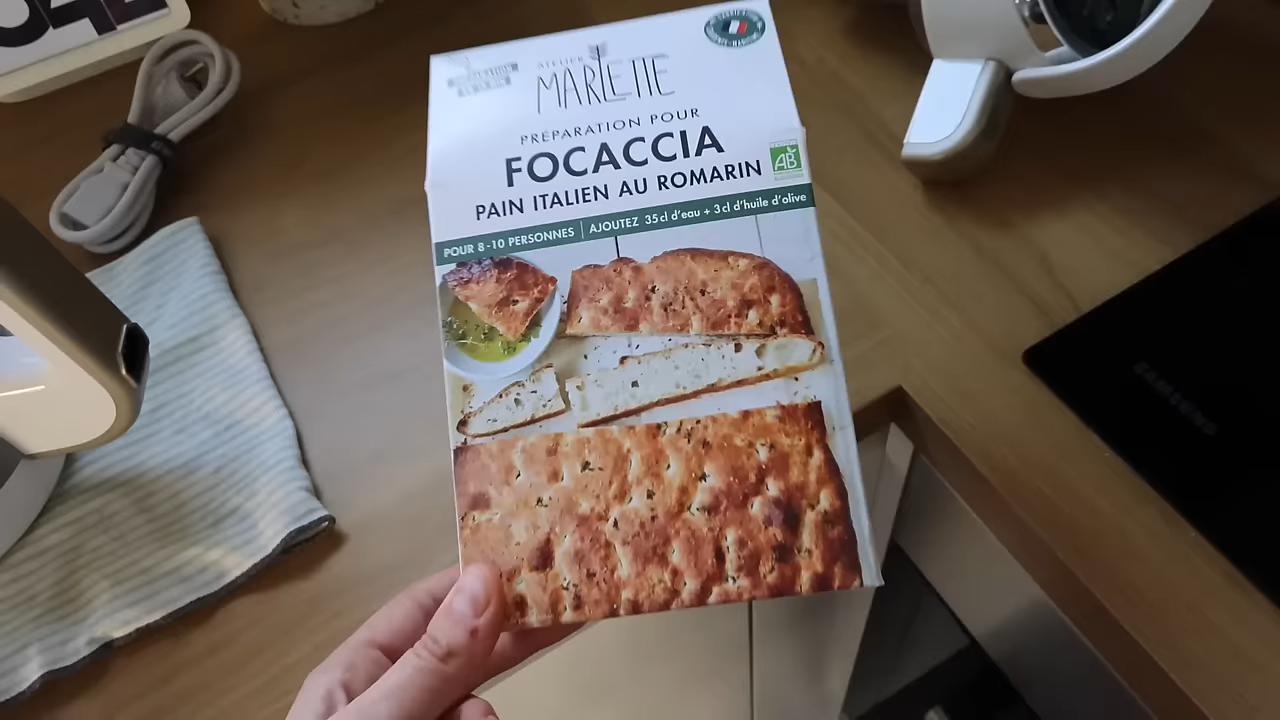 ATELIER
MARLETTE
PRÉPARATION POUR
FOCACCIA
PAIN ITALIEN AU ROMARIN
AB
POUR 8-10 PERSONNES | AJOUTEZ 35cl d'eau + 3cl d'huile d'olive
SAMSUNG